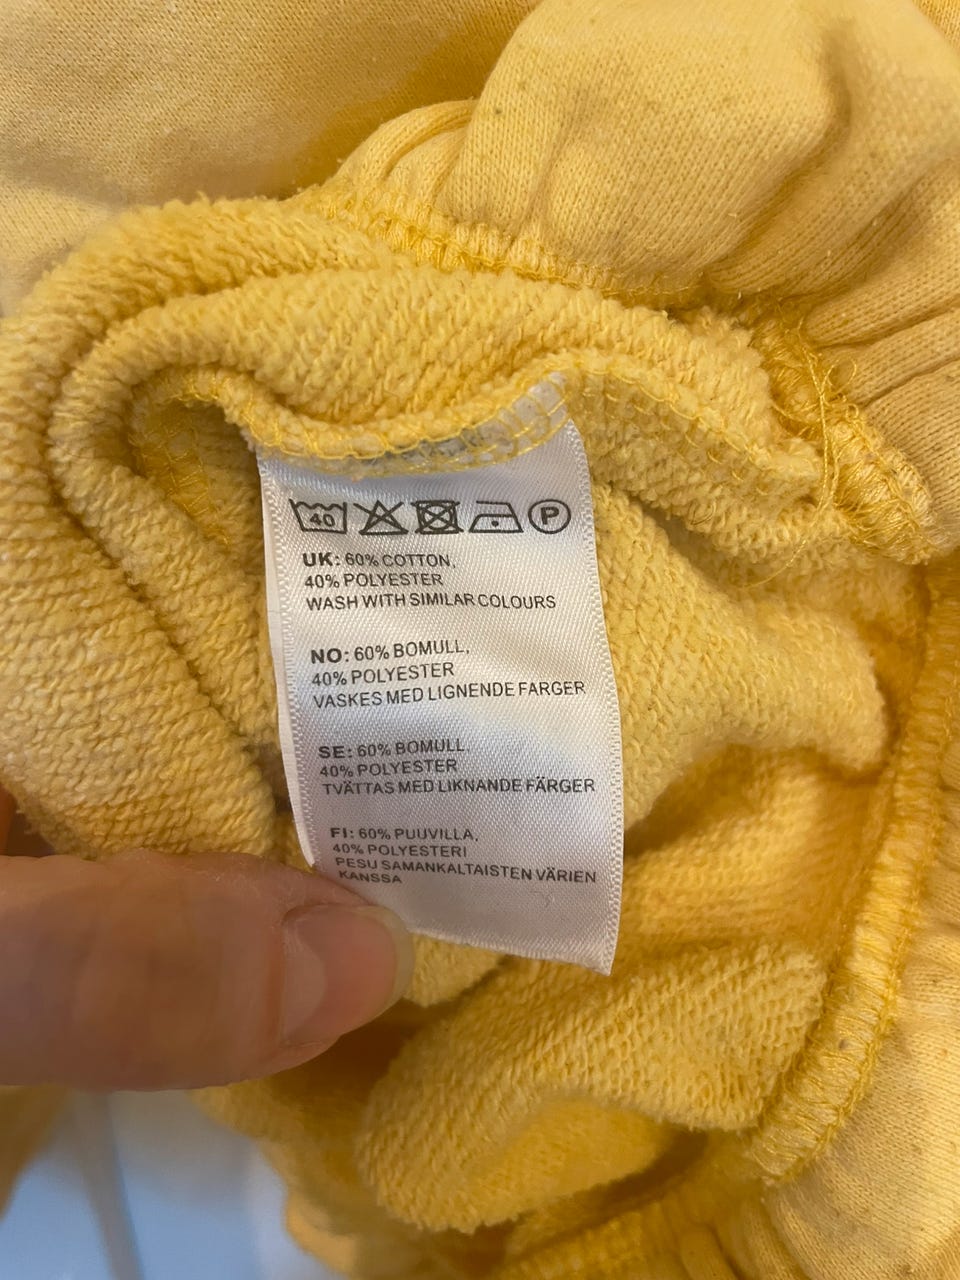 40 P
UK: 60% COTTON,
40% POLYESTER
WASH WITH SIMILAR COLOURS
NO: 60% BOMULL,
40% POLYESTER
VASKES MED LIGNENDE FARGER
SE: 60% BOMULL,
40% POLYESTER
TVÄTTAS MED LIKNANDE FÄRGER
FI: 60% PUUVILLA,
40% POLYESTERI
PESU SAMANKALTAISTEN VÄRIEN
KANSSA